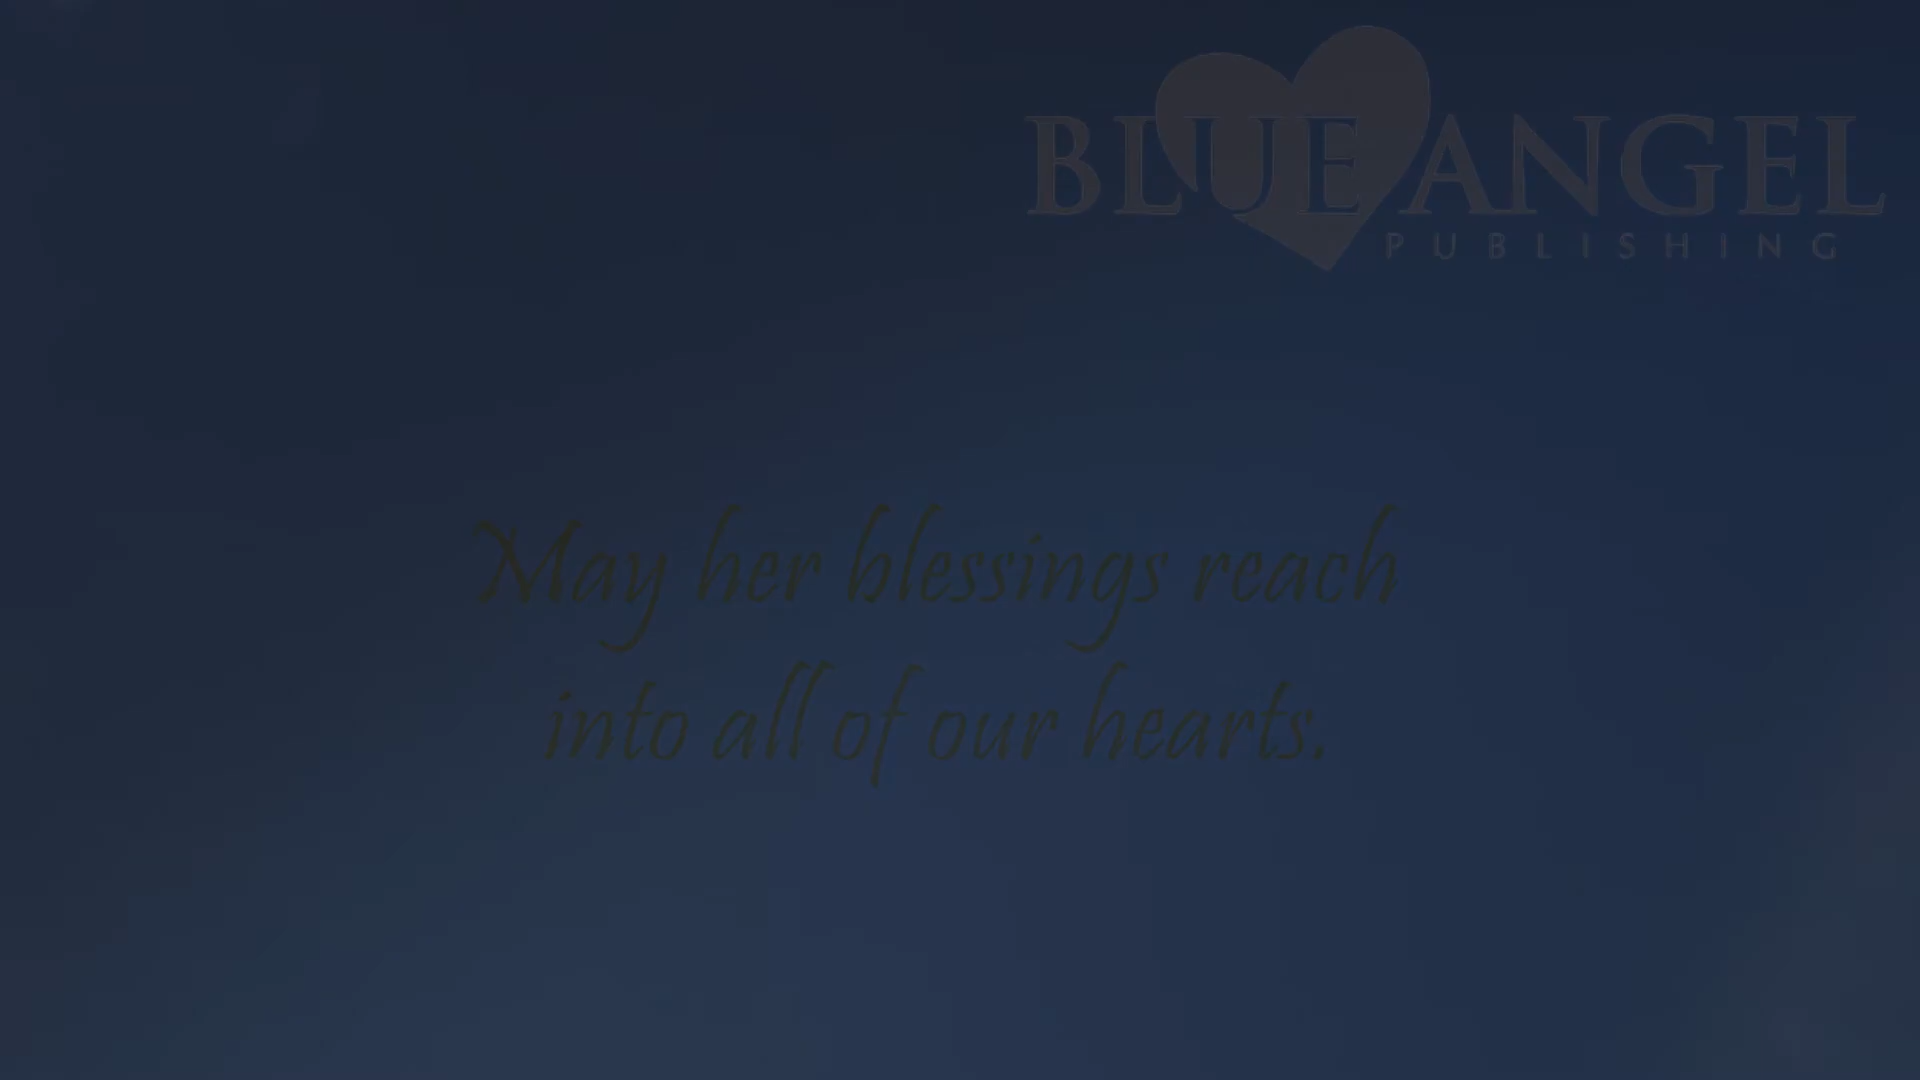 BLUE ANGEL
PUBLISHING
May her blessings reach
into all of our hearts.